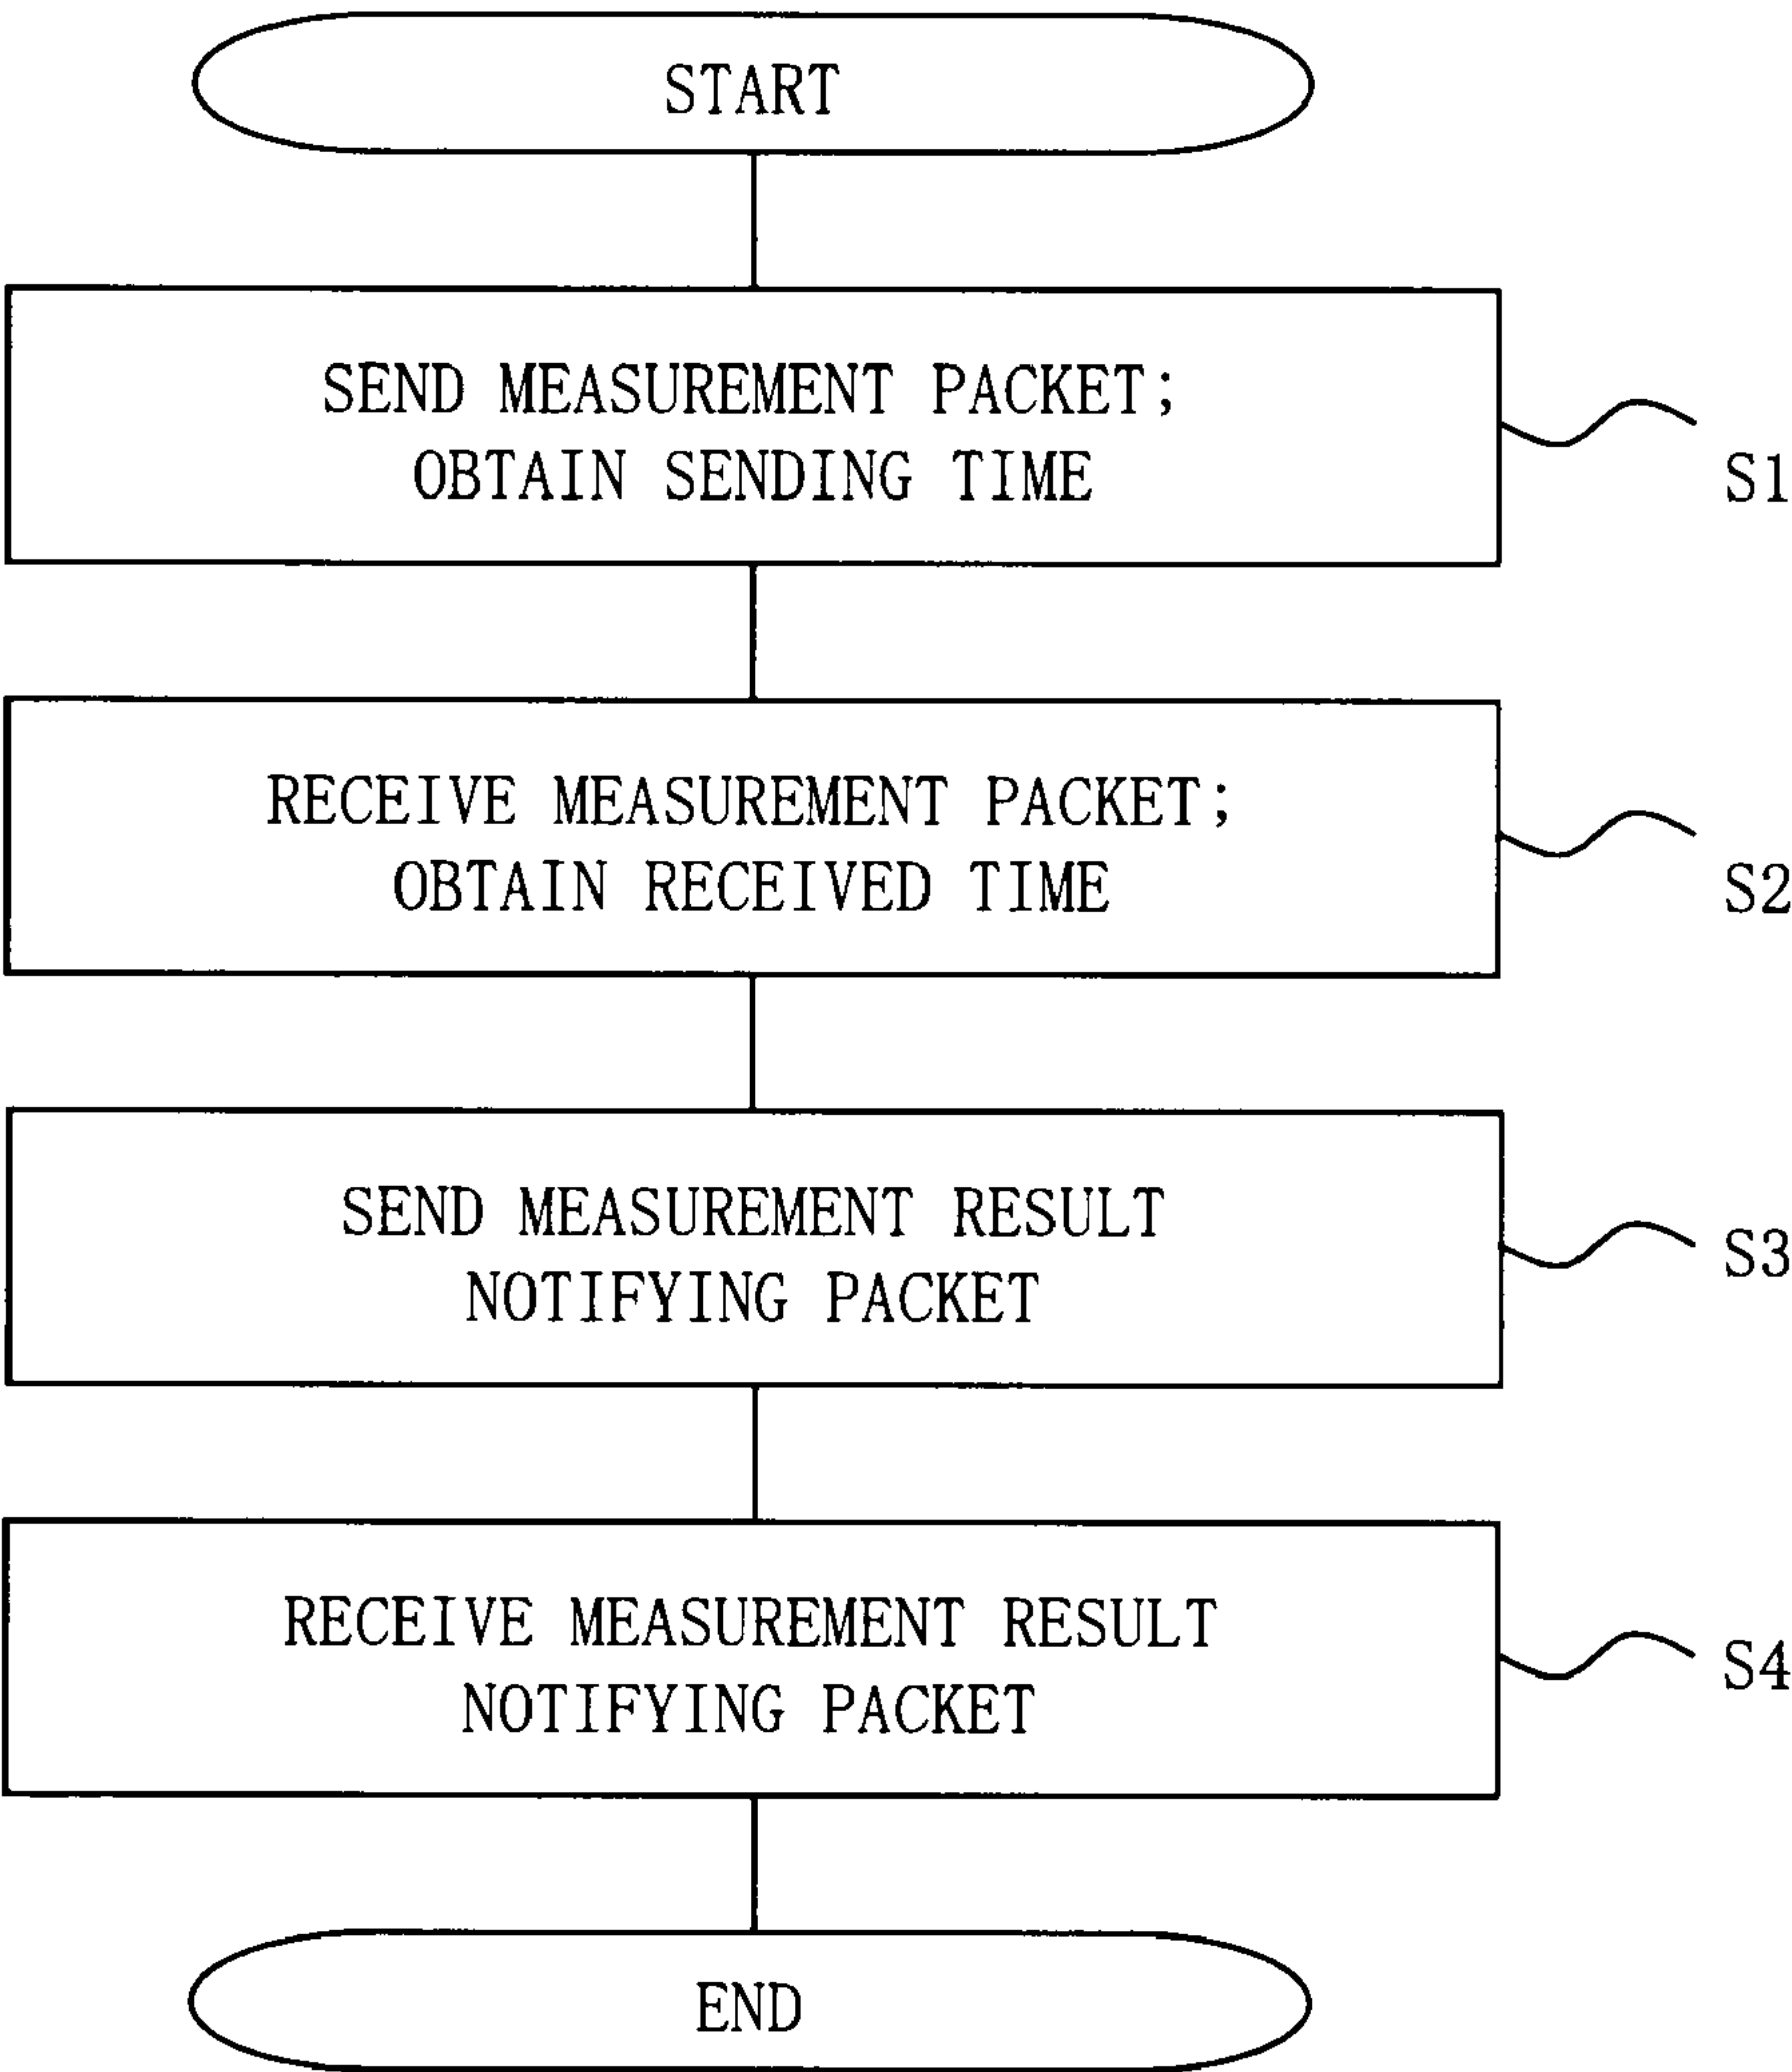 START
SEND MEASUREMENT PACKET;
OBTAIN SENDING TIME
S1
RECEIVE MEASUREMENT PACKET;
OBTAIN RECEIVED TIME
S2
SEND MEASUREMENT RESULT
NOTIFYING PACKET
S3
RECEIVE MEASUREMENT RESULT
NOTIFYING PACKET
S4
END